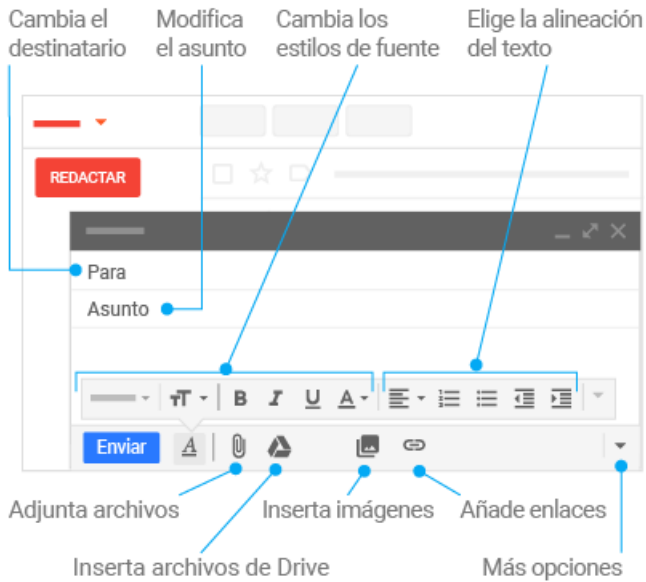 Cambia el
destinatario
Modifica
el asunto
Cambia los
estilos de fuente
Elige la alineación
del texto
REDACTAR
Para
Asunto
TT
B I U A
Enviar A
Adjunta archivos
Inserta imágenes
Añade enlaces
Inserta archivos de Drive
Más opciones